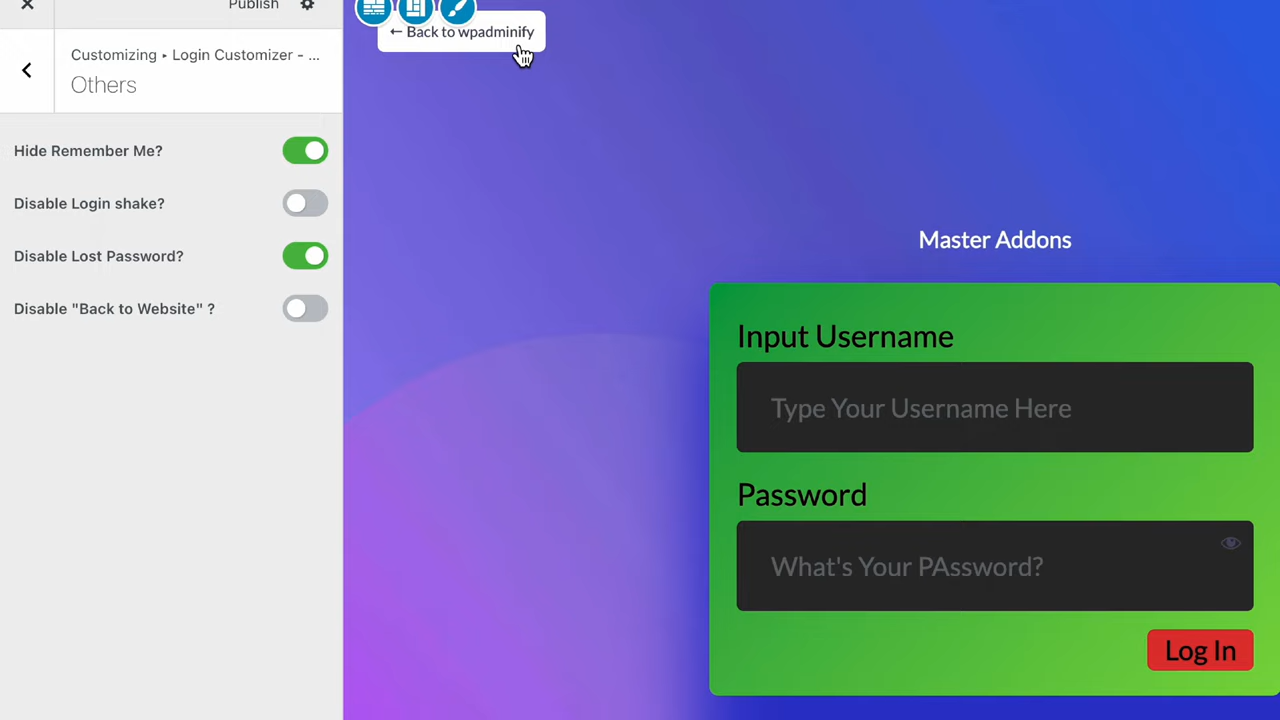 Publish
Customizing ▸ Login Customizer - ...
Others
Hide Remember Me?
Disable Login shake?
Disable Lost Password?
Disable "Back to Website" ?
← Back to wpadminify
Master Addons
Input Username
Type Your Username Here
Password
What's Your PAssword?
Log In